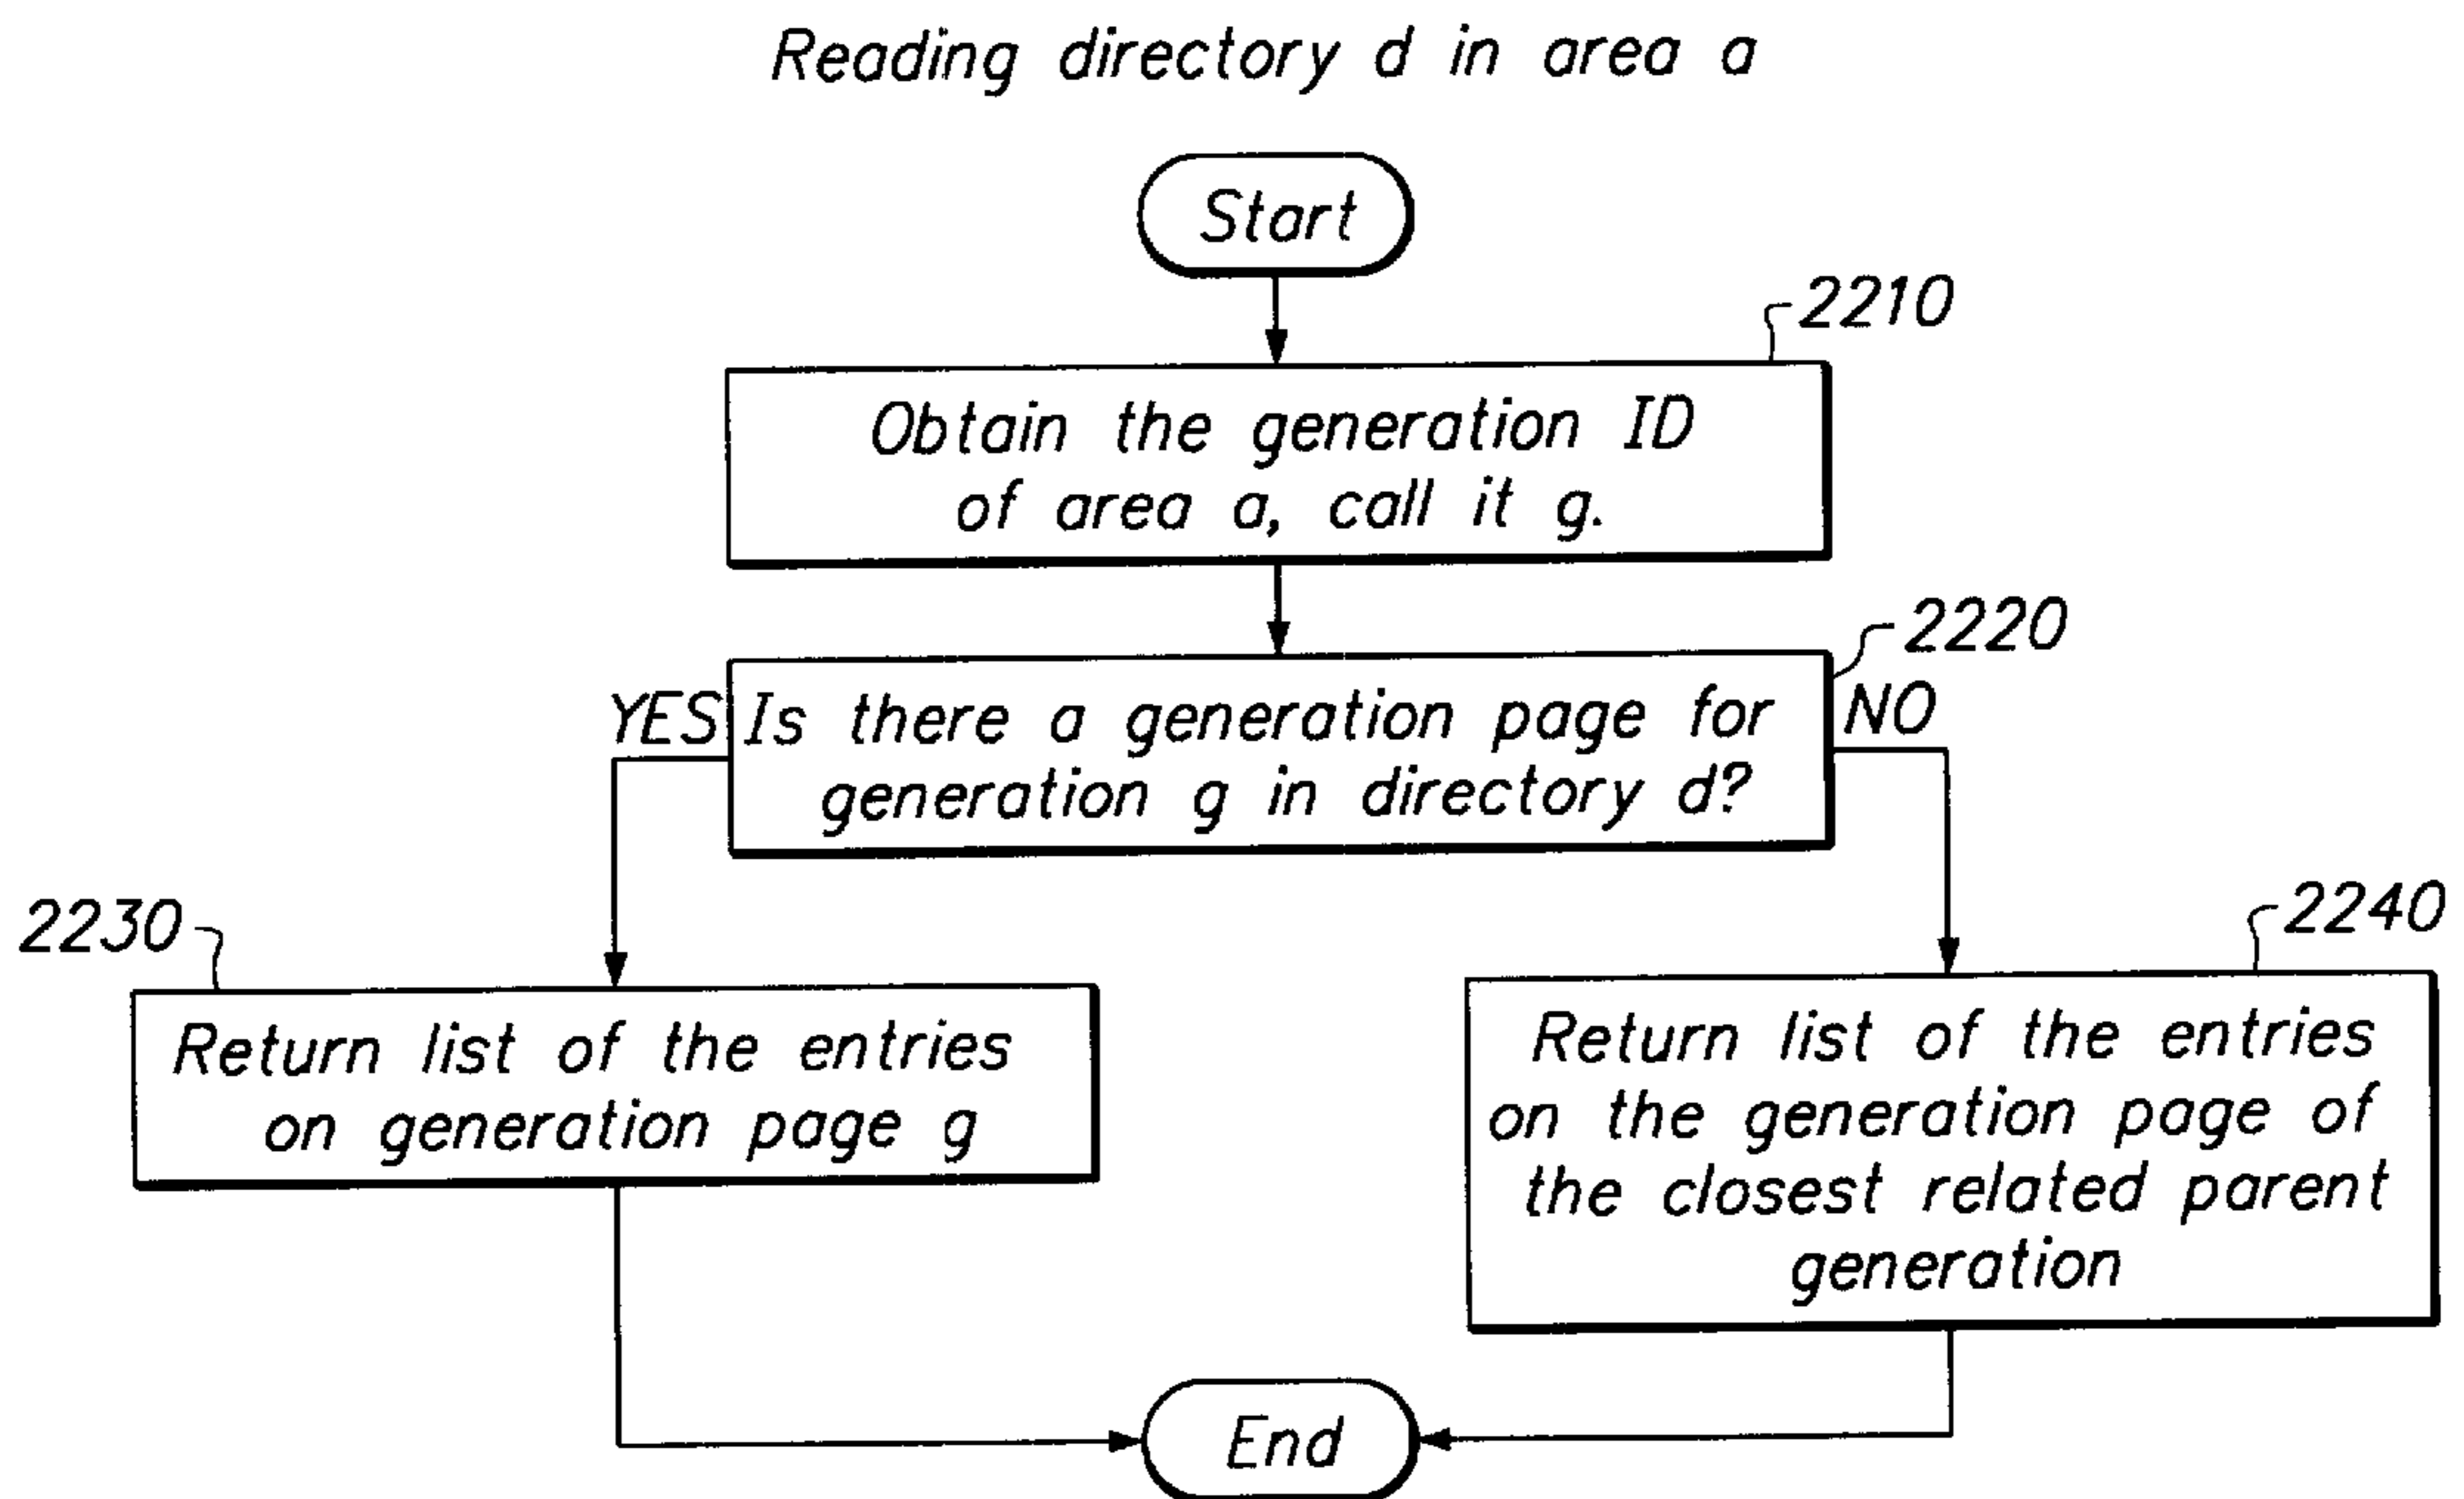 Reading directory d in area a
Start
2210
Obtain the generation ID
of area a, call it g.
2220
YES
Is there a generation page for
generation g in directory d?
NO
2230
Return list of the entries
on generation page g
2240
Return list of the entries
on the generation page of
the closest related parent
generation
End